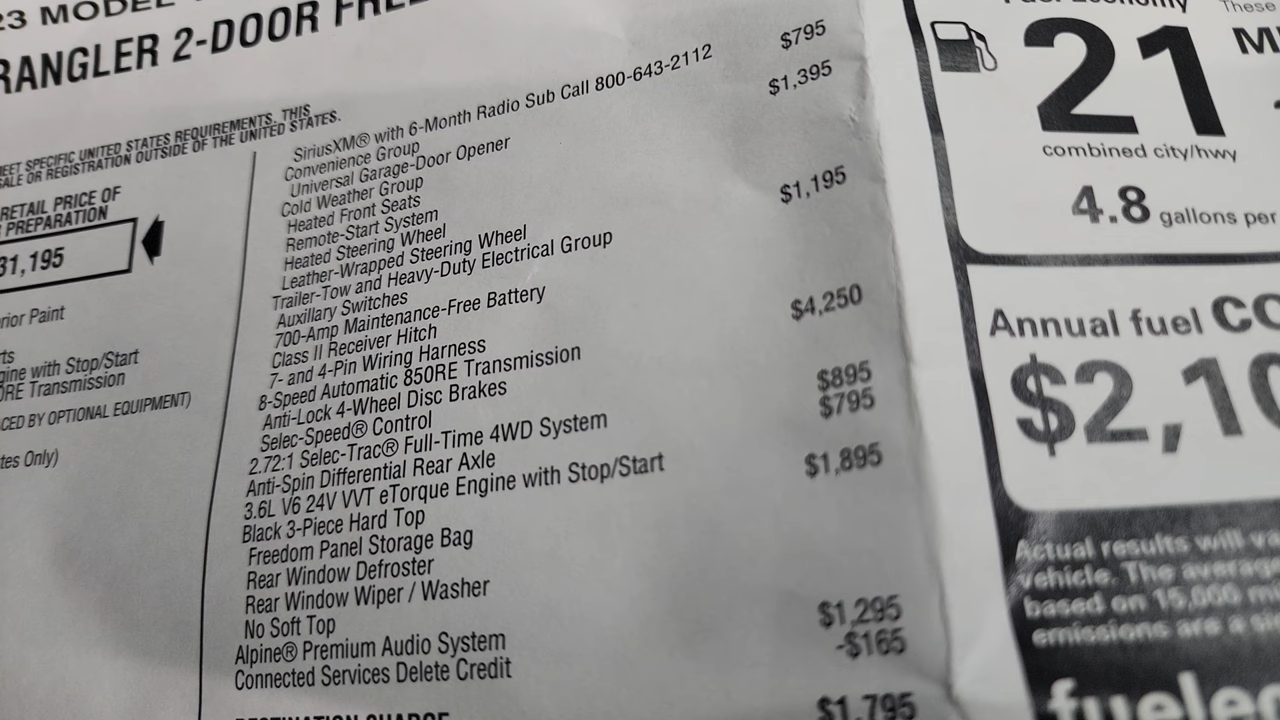 23 MODEL
RANGLER 2-DOOR
MEET SPECIFIC UNITED STATES REQUIREMENTS. THIS
SALE OR REGISTRATION OUTSIDE OF THE UNITED STATES.
RETAIL PRICE OF
PREPARATION
31,195
rior Paint
rts
gine with Stop/Start
0RE Transmission
CED BY OPTIONAL EQUIPMENT)
tes Only)
SiriusXM® with 6-Month Radio Sub Call 800-643-2112
Convenience Group $795
Universal Garage-Door Opener
Cold Weather Group $1,395
Heated Front Seats
Remote-Start System
Heated Steering Wheel
Leather-Wrapped Steering Wheel
Trailer-Tow and Heavy-Duty Electrical Group $1,195
Auxillary Switches
700-Amp Maintenance-Free Battery
Class II Receiver Hitch
7- and 4-Pin Wiring Harness
8-Speed Automatic 850RE Transmission $4,250
Anti-Lock 4-Wheel Disc Brakes
Selec-Speed® Control
2.72:1 Selec-Trac® Full-Time 4WD System $895
Anti-Spin Differential Rear Axle $795
3.6L V6 24V VVT eTorque Engine with Stop/Start
Black 3-Piece Hard Top $1,895
Freedom Panel Storage Bag
Rear Window Defroster
Rear Window Wiper / Washer
No Soft Top
Alpine® Premium Audio System $1,295
Connected Services Delete Credit -$165
DESTINATION CHARGE $1,795
Fuel Economy
These
21
combined city/hwy
4.8 gallons per
Annual fuel CO
$2,10
Actual results will va
vehicle. The average
based on 15,000 mi
emissions are a si
fuelec